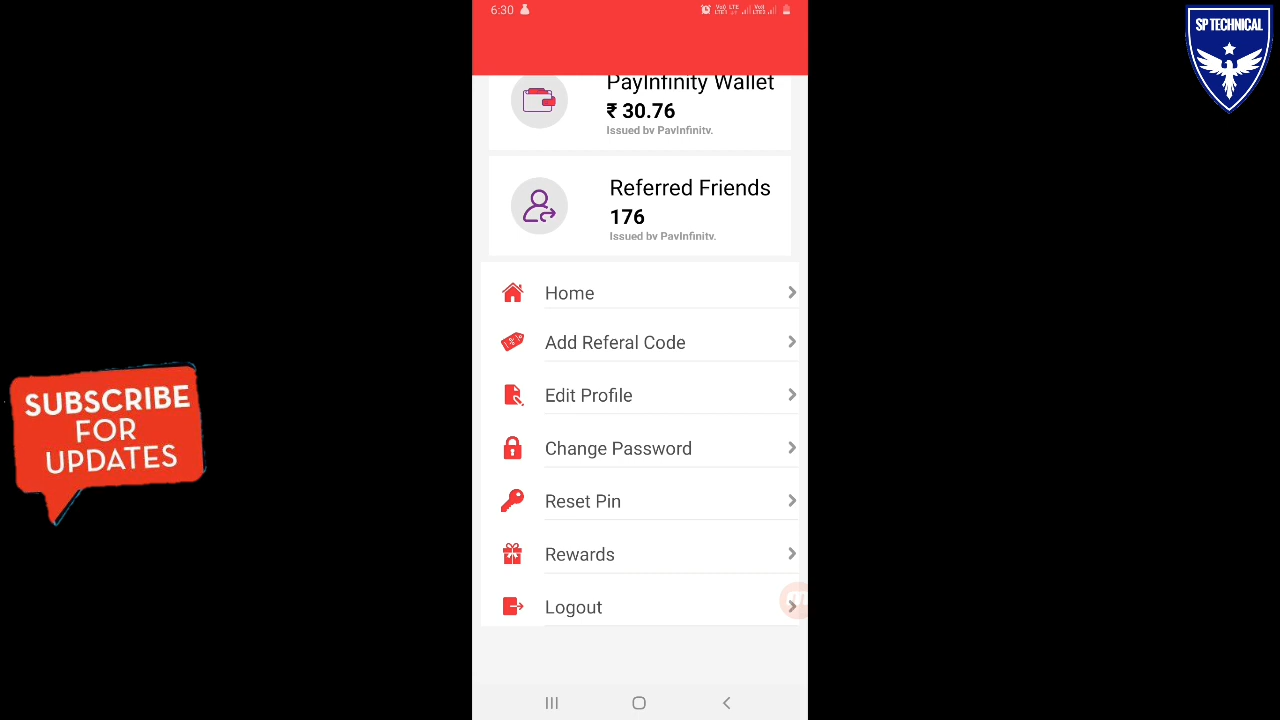 6:30
SP TECHNICAL
PayInfinity Wallet
₹ 30.76
Issued by PayInfinity.
Referred Friends
176
Issued by PayInfinity.
Home
Add Referal Code
Edit Profile
Change Password
Reset Pin
Rewards
Logout
SUBSCRIBE
FOR
UPDATES